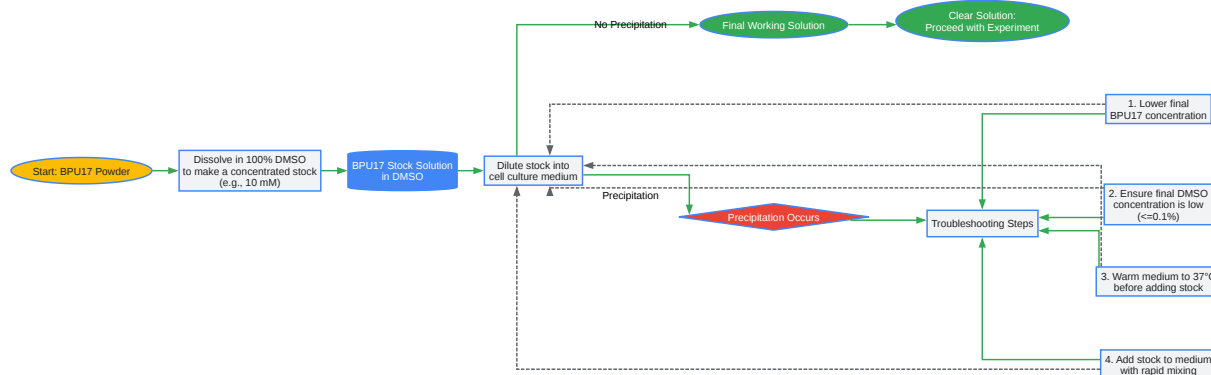 No Precipitation
Final Working Solution
Clear Solution:
Proceed with Experiment
1. Lower final
BPU17 concentration
Start: BPU17 Powder
Dissolve in 100% DMSO
to make a concentrated stock
(e.g., 10 mM)
BPU17 Stock Solution
in DMSO
Dilute stock into
cell culture medium
Precipitation
Precipitation Occurs
Troubleshooting Steps
2. Ensure final DMSO
concentration is low
(<=0.1%)
3. Warm medium to 37°C
before adding stock
4. Add stock to medium
with rapid mixing